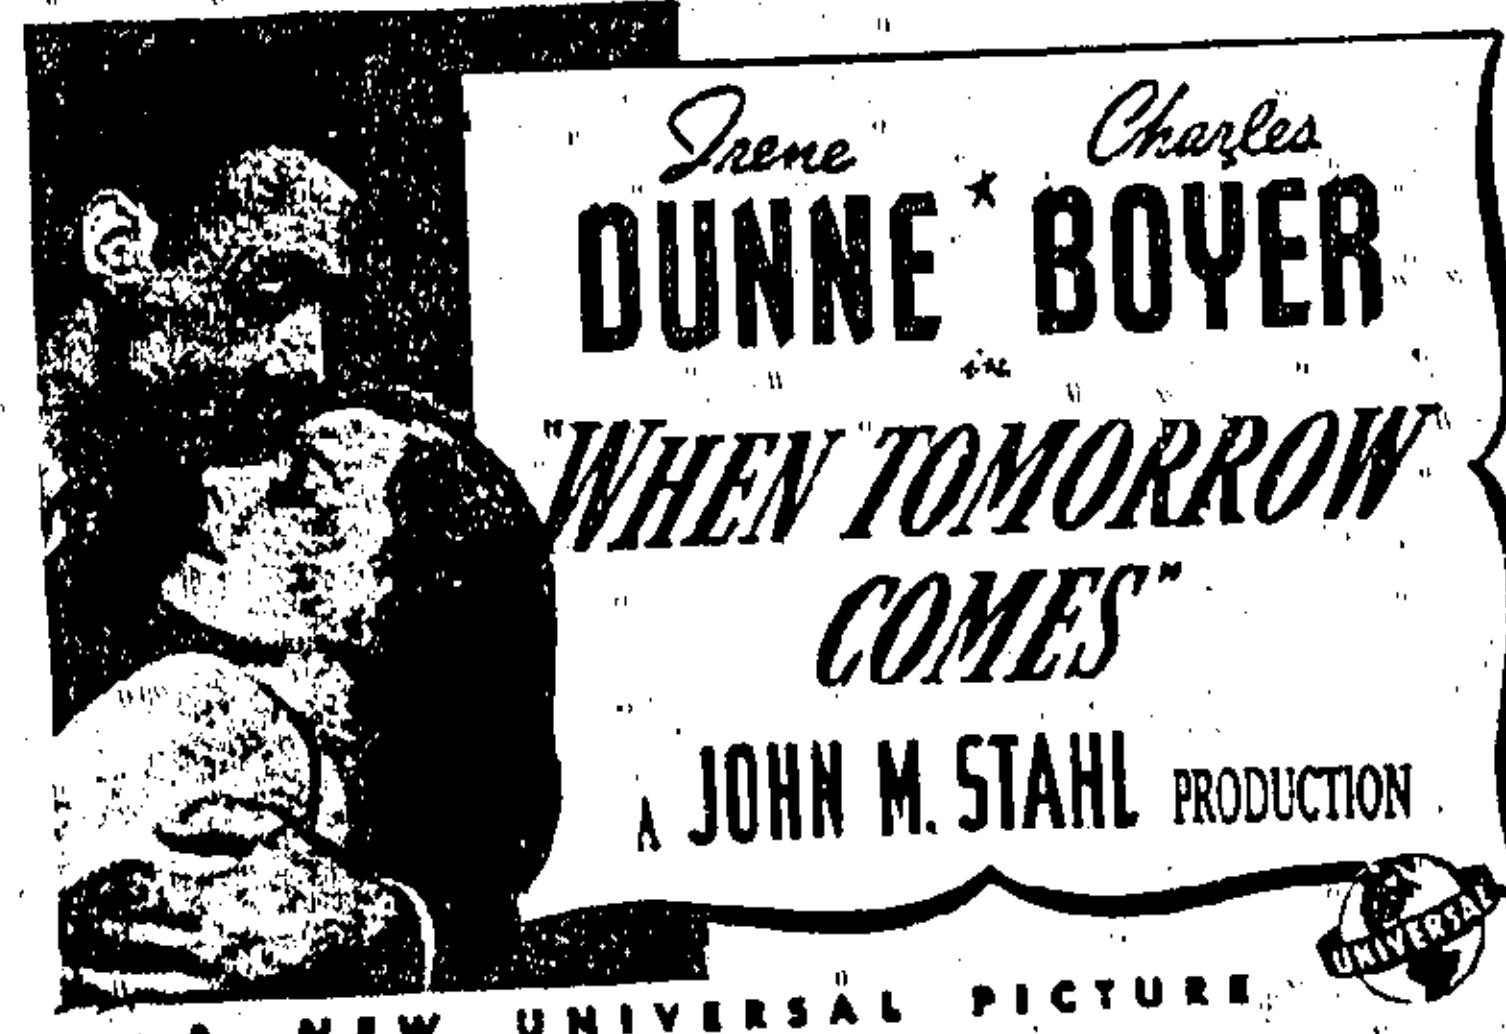 Irene Charles
DUNNE * BOYER
in
"WHEN TOMORROW
COMES"
A JOHN M. STAHL PRODUCTION
UNIVERSAL
A NEW UNIVERSAL PICTURE